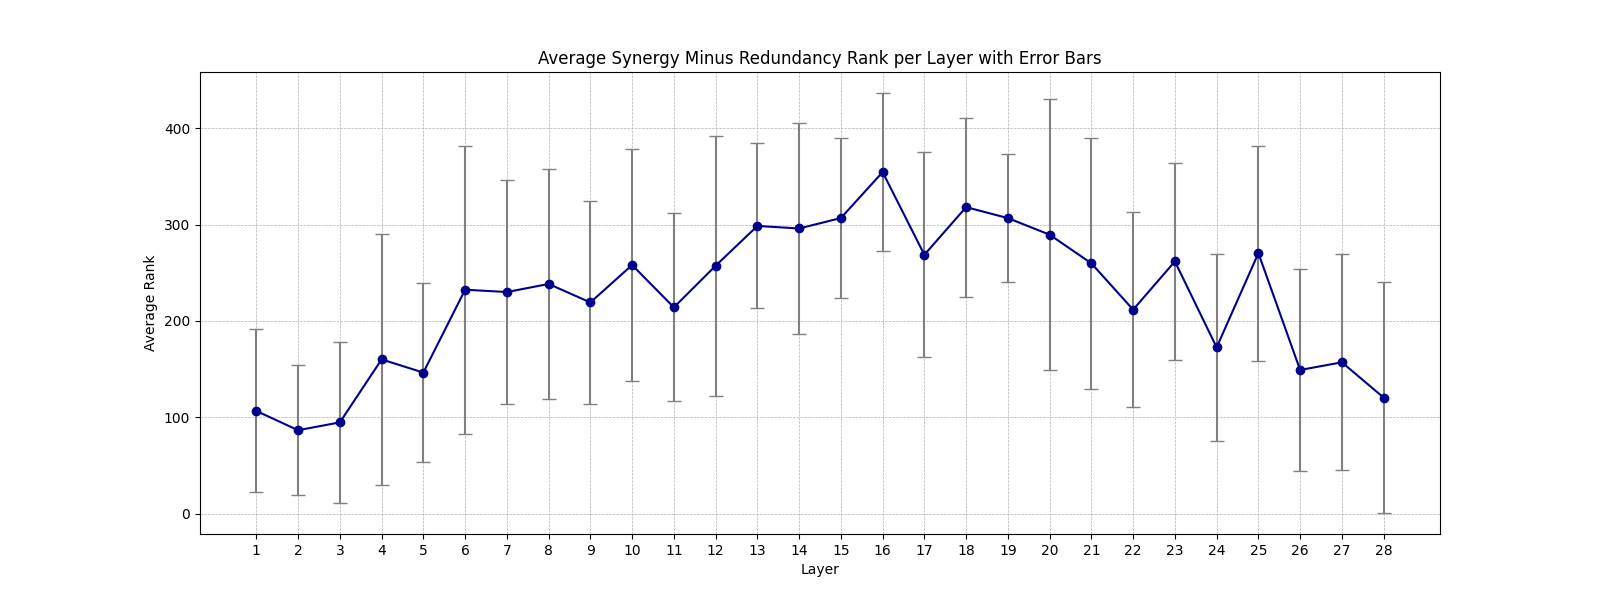 Average Synergy Minus Redundancy Rank per Layer with Error Bars
400
300
200
100
0
Average Rank
1 2 3 4 5 6 7 8 9 10 11 12 13 14 15 16 17 18 19 20 21 22 23 24 25 26 27 28
Layer